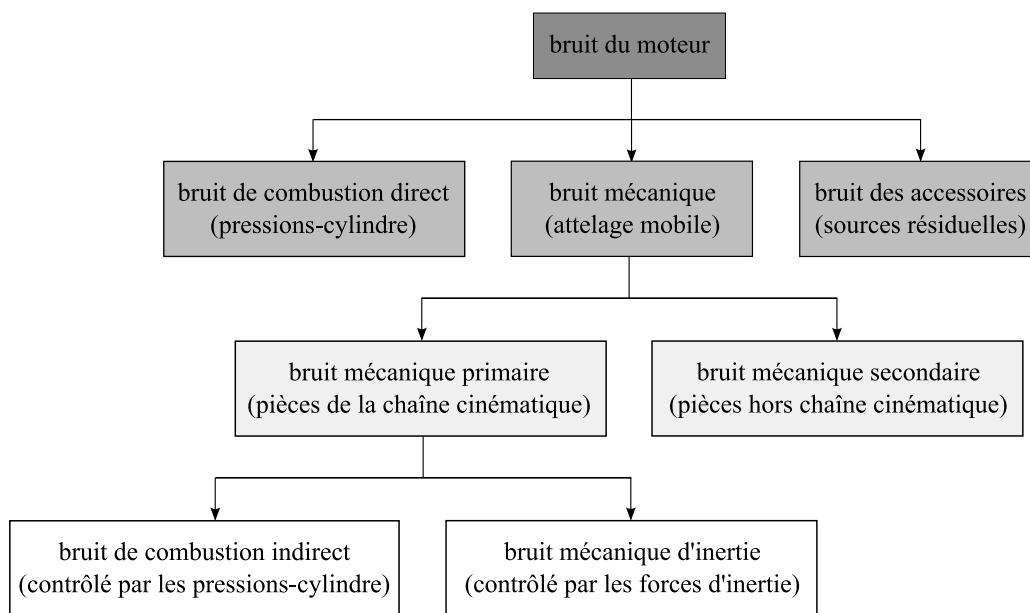 bruit du moteur
bruit de combustion direct
(pressions-cylindre)
bruit mécanique
(attelage mobile)
bruit des accessoires
(sources résiduelles)
bruit mécanique primaire
(pièces de la chaîne cinématique)
bruit mécanique secondaire
(pièces hors chaîne cinématique)
bruit de combustion indirect
(contrôlé par les pressions-cylindre)
bruit mécanique d'inertie
(contrôlé par les forces d'inertie)